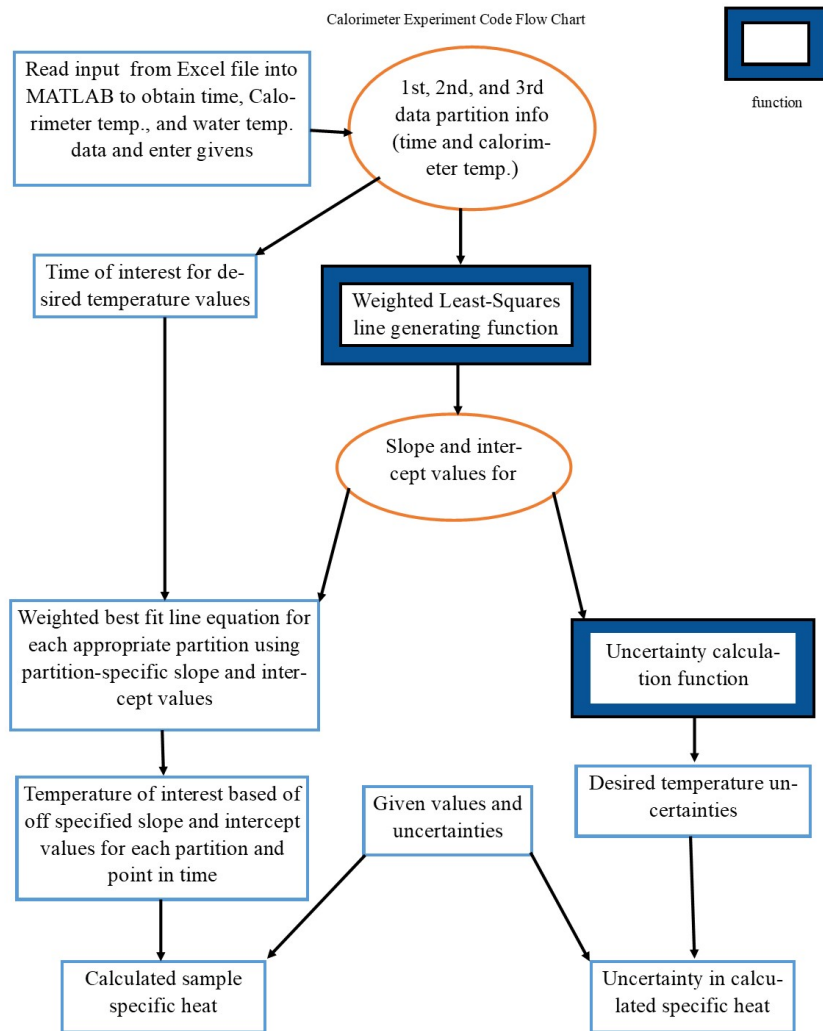 Calorimeter Experiment Code Flow Chart
Read input from Excel file into
MATLAB to obtain time, Calo-
rimeter temp., and water temp.
data and enter givens
1st, 2nd, and 3rd
data partition info
(time and calorim-
eter temp.)
function
Time of interest for de-
sired temperature values
Weighted Least-Squares
line generating function
Slope and inter-
cept values for
Weighted best fit line equation for
each appropriate partition using
partition-specific slope and inter-
cept values
Uncertainty calcula-
tion function
Temperature of interest based of
off specified slope and intercept
values for each partition and
point in time
Given values and
uncertainties
Desired temperature un-
certainties
Calculated sample
specific heat
Uncertainty in calcu-
lated specific heat